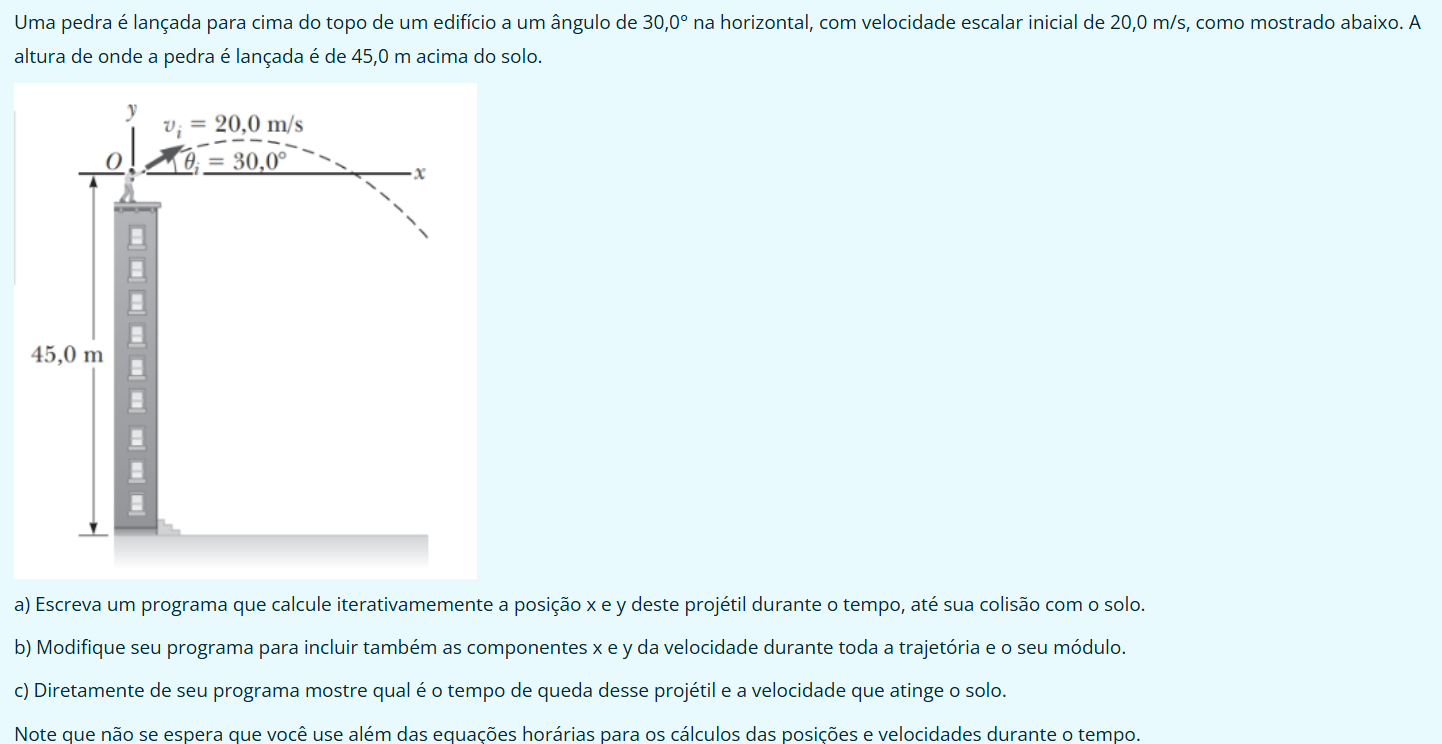 Uma pedra é lançada para cima do topo de um edifício a um ângulo de 30,0° na horizontal, com velocidade escalar inicial de 20,0 m/s, como mostrado abaixo. A
altura de onde a pedra é lançada é de 45,0 m acima do solo.
y
v_i = 20,0 m/s
O
θ_i = 30,0°
x
45,0 m
a) Escreva um programa que calcule iterativamemente a posição x e y deste projétil durante o tempo, até sua colisão com o solo.
b) Modifique seu programa para incluir também as componentes x e y da velocidade durante toda a trajetória e o seu módulo.
c) Diretamente de seu programa mostre qual é o tempo de queda desse projétil e a velocidade que atinge o solo.
Note que não se espera que você use além das equações horárias para os cálculos das posições e velocidades durante o tempo.